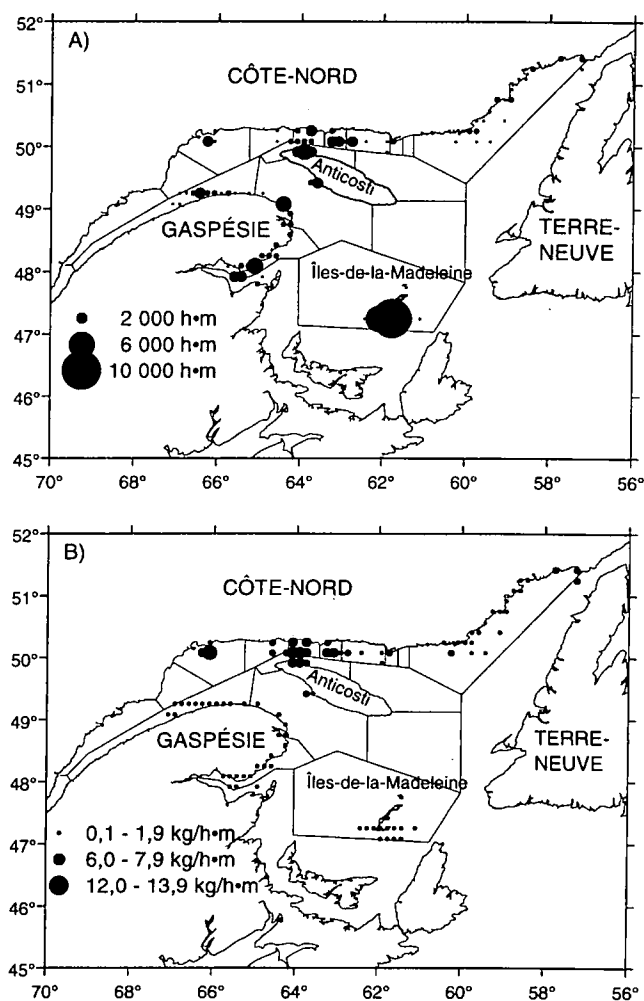 52°
A)
CÔTE-NORD
51°
50°
Anticosti
49°
GASPÉSIE
TERRE-
NEUVE
48°
Îles-de-la-Madeleine
2 000 h•m
47°
6 000 h•m
10 000 h•m
46°
45°
70° 68° 66° 64° 62° 60° 58° 56°
52°
B)
CÔTE-NORD
51°
50°
Anticosti
49°
GASPÉSIE
TERRE-
NEUVE
48°
Îles-de-la-Madeleine
0,1 - 1,9 kg/h•m
47°
6,0 - 7,9 kg/h•m
12,0 - 13,9 kg/h•m
46°
45°
70° 68° 66° 64° 62° 60° 58° 56°